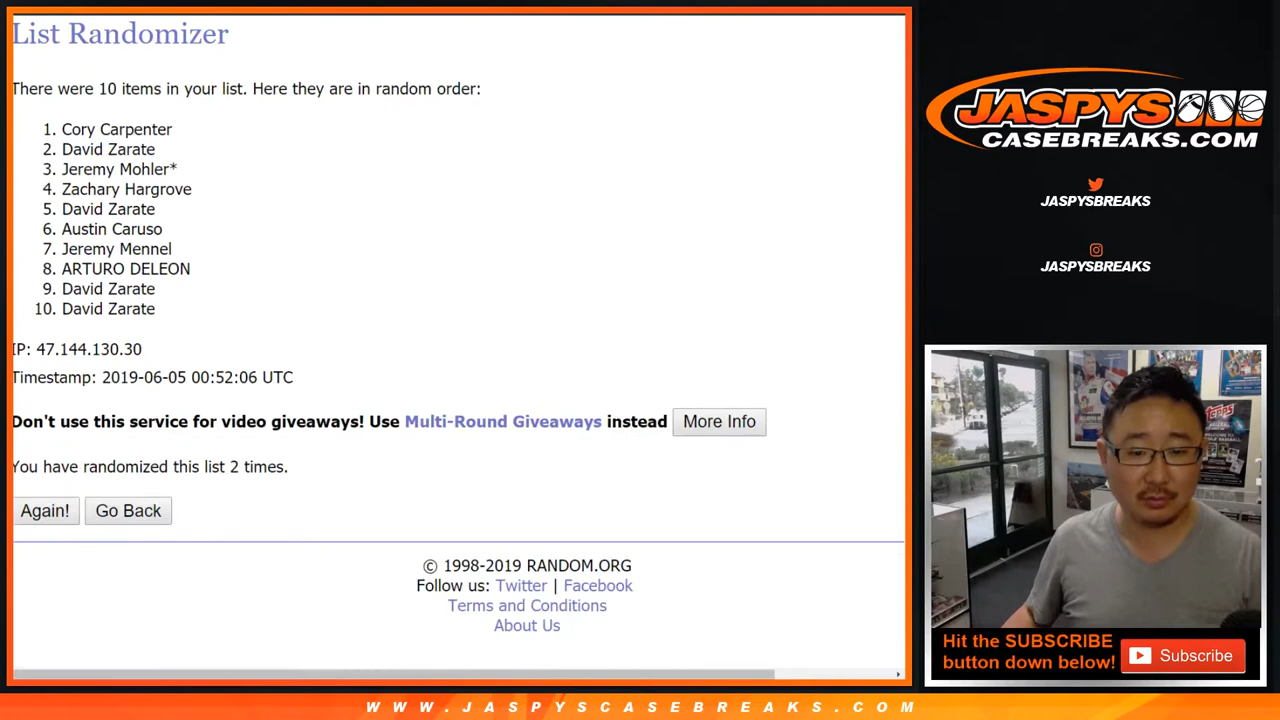 List Randomizer
There were 10 items in your list. Here they are in random order:
1. Cory Carpenter
2. David Zarate
3. Jeremy Mohler*
4. Zachary Hargrove
5. David Zarate
6. Austin Caruso
7. Jeremy Mennel
8. ARTURO DELEON
9. David Zarate
10. David Zarate
IP: 47.144.130.30
Timestamp: 2019-06-05 00:52:06 UTC
Don't use this service for video giveaways! Use Multi-Round Giveaways instead More Info
You have randomized this list 2 times.
Again! Go Back
© 1998-2019 RANDOM.ORG
Follow us: Twitter | Facebook
Terms and Conditions
About Us
JASPYS
CASEBREAKS.COM
JASPYSBREAKS
JASPYSBREAKS
topps
Hit the SUBSCRIBE
button down below!
Subscribe
WWW.JASPYSCASEBREAKS.COM